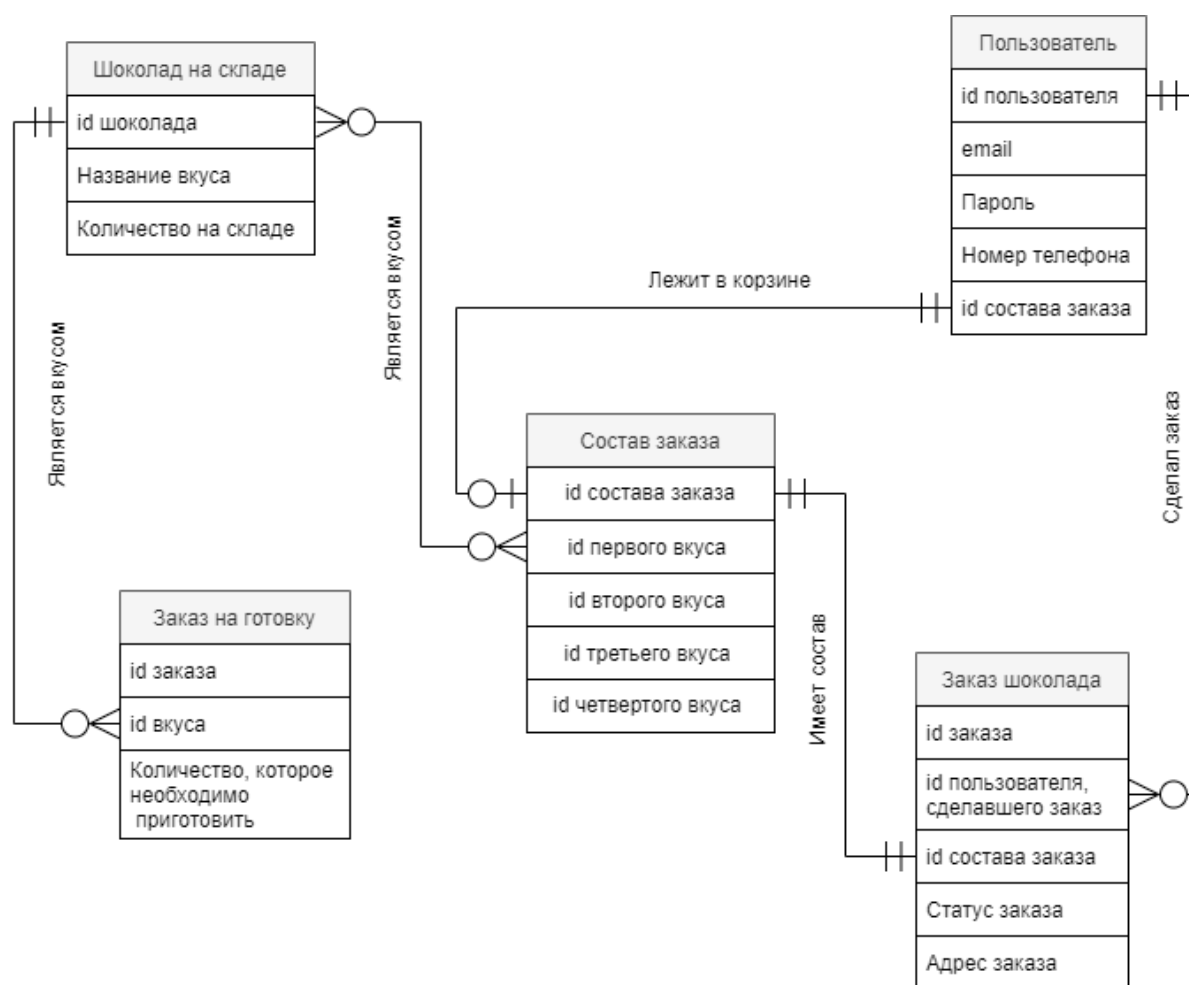 Шоколад на складе
id шоколада
Название вкуса
Количество на складе
Пользователь
id пользователя
email
Пароль
Номер телефона
id состава заказа
Является вкусом
Является вкусом
Лежит в корзине
Сделал заказ
Состав заказа
id состава заказа
id первого вкуса
id второго вкуса
id третьего вкуса
id четвертого вкуса
Имеет состав
Заказ на готовку
id заказа
id вкуса
Количество, которое
необходимо
приготовить
Заказ шоколада
id заказа
id пользователя,
сделавшего заказ
id состава заказа
Статус заказа
Адрес заказа